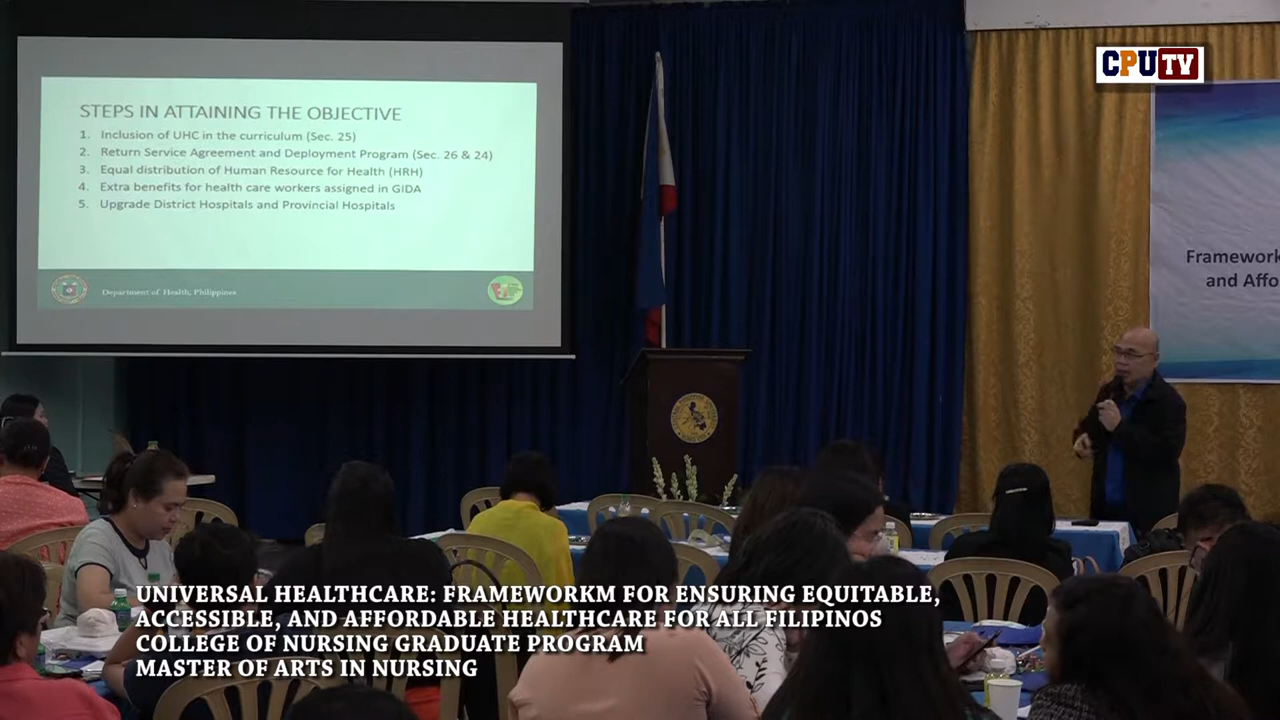 CPUTV
STEPS IN ATTAINING THE OBJECTIVE
1. Inclusion of UHC in the curriculum (Sec. 25)
2. Return Service Agreement and Deployment Program (Sec. 26 & 24)
3. Equal distribution of Human Resource for Health (HRH)
4. Extra benefits for health care workers assigned in GIDA
5. Upgrade District Hospitals and Provincial Hospitals
Department of Health, Philippines
Framework
and Affo
UNIVERSAL HEALTHCARE: FRAMEWORKM FOR ENSURING EQUITABLE,
ACCESSIBLE, AND AFFORDABLE HEALTHCARE FOR ALL FILIPINOS
COLLEGE OF NURSING GRADUATE PROGRAM
MASTER OF ARTS IN NURSING